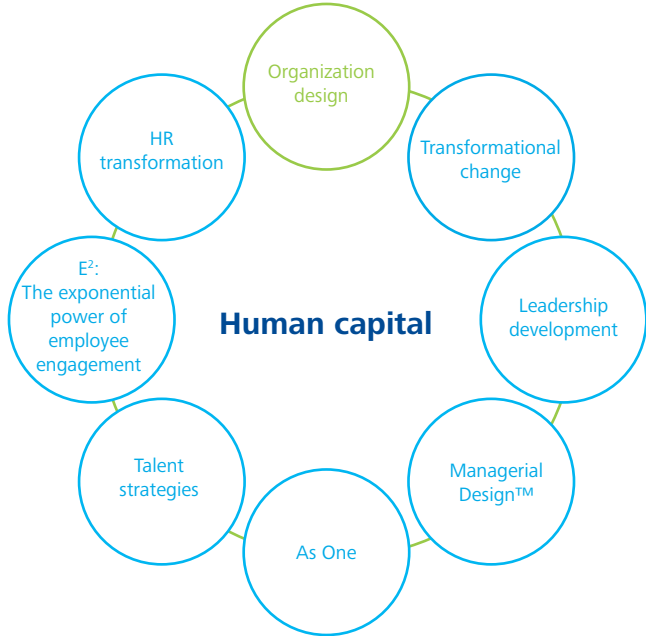 Organization
design
Transformational
change
Leadership
development
Managerial
Design™
As One
Talent
strategies
E²:
The exponential
power of
employee
engagement
HR
transformation
Human capital